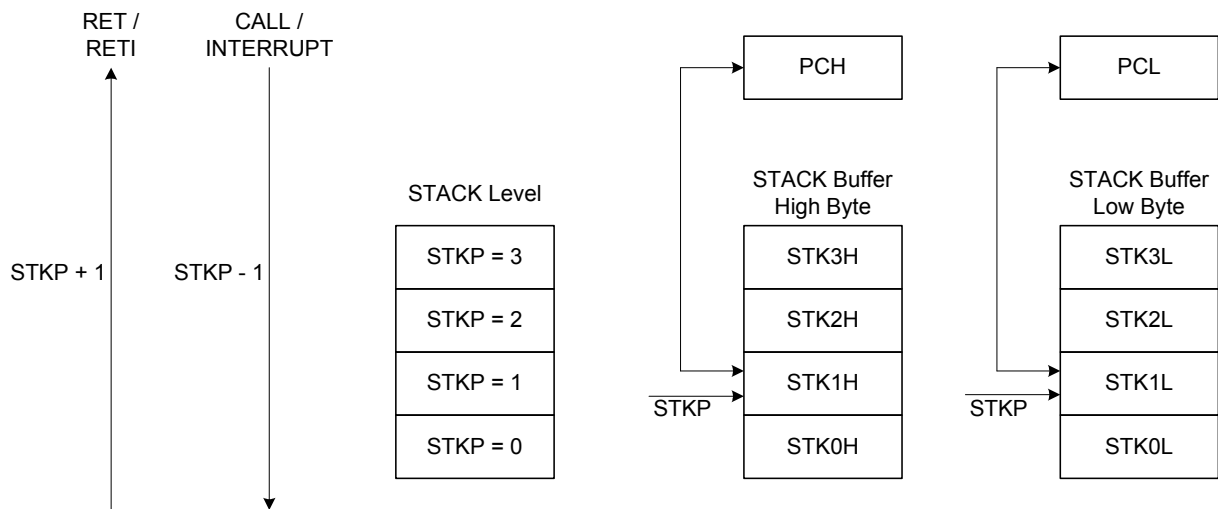 RET /
RETI
CALL /
INTERRUPT
PCH
PCL
STACK Level
STACK Buffer
High Byte
STACK Buffer
Low Byte
STKP + 1
STKP - 1
STKP = 3
STK3H
STK3L
STKP = 2
STK2H
STK2L
STKP = 1
STK1H
STK1L
STKP
STKP
STKP = 0
STK0H
STK0L